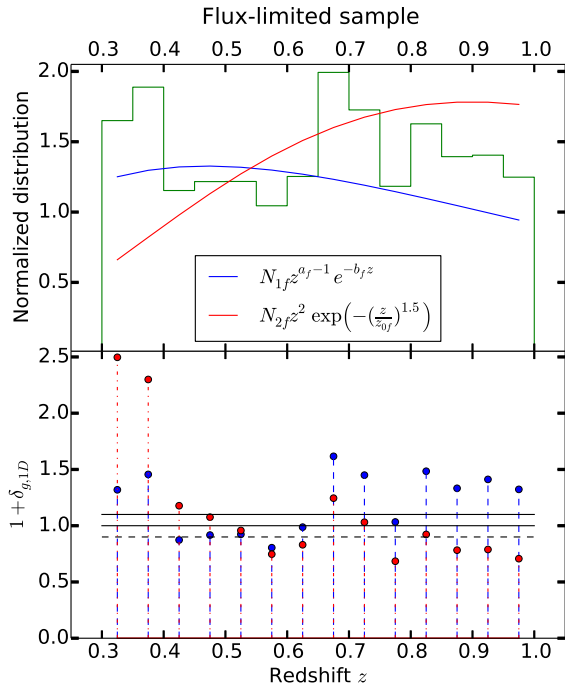 Flux-limited sample
0.3 0.4 0.5 0.6 0.7 0.8 0.9 1.0
Normalized distribution
2.0
1.5
1.0
0.5
N_{1f} z^{a_f-1} e^{-b_f z}
N_{2f} z^2 exp(-(z/z_{0f})^{1.5})
1 + δ_{g,1D}
2.5
2.0
1.5
1.0
0.5
0.0
0.3 0.4 0.5 0.6 0.7 0.8 0.9 1.0
Redshift z